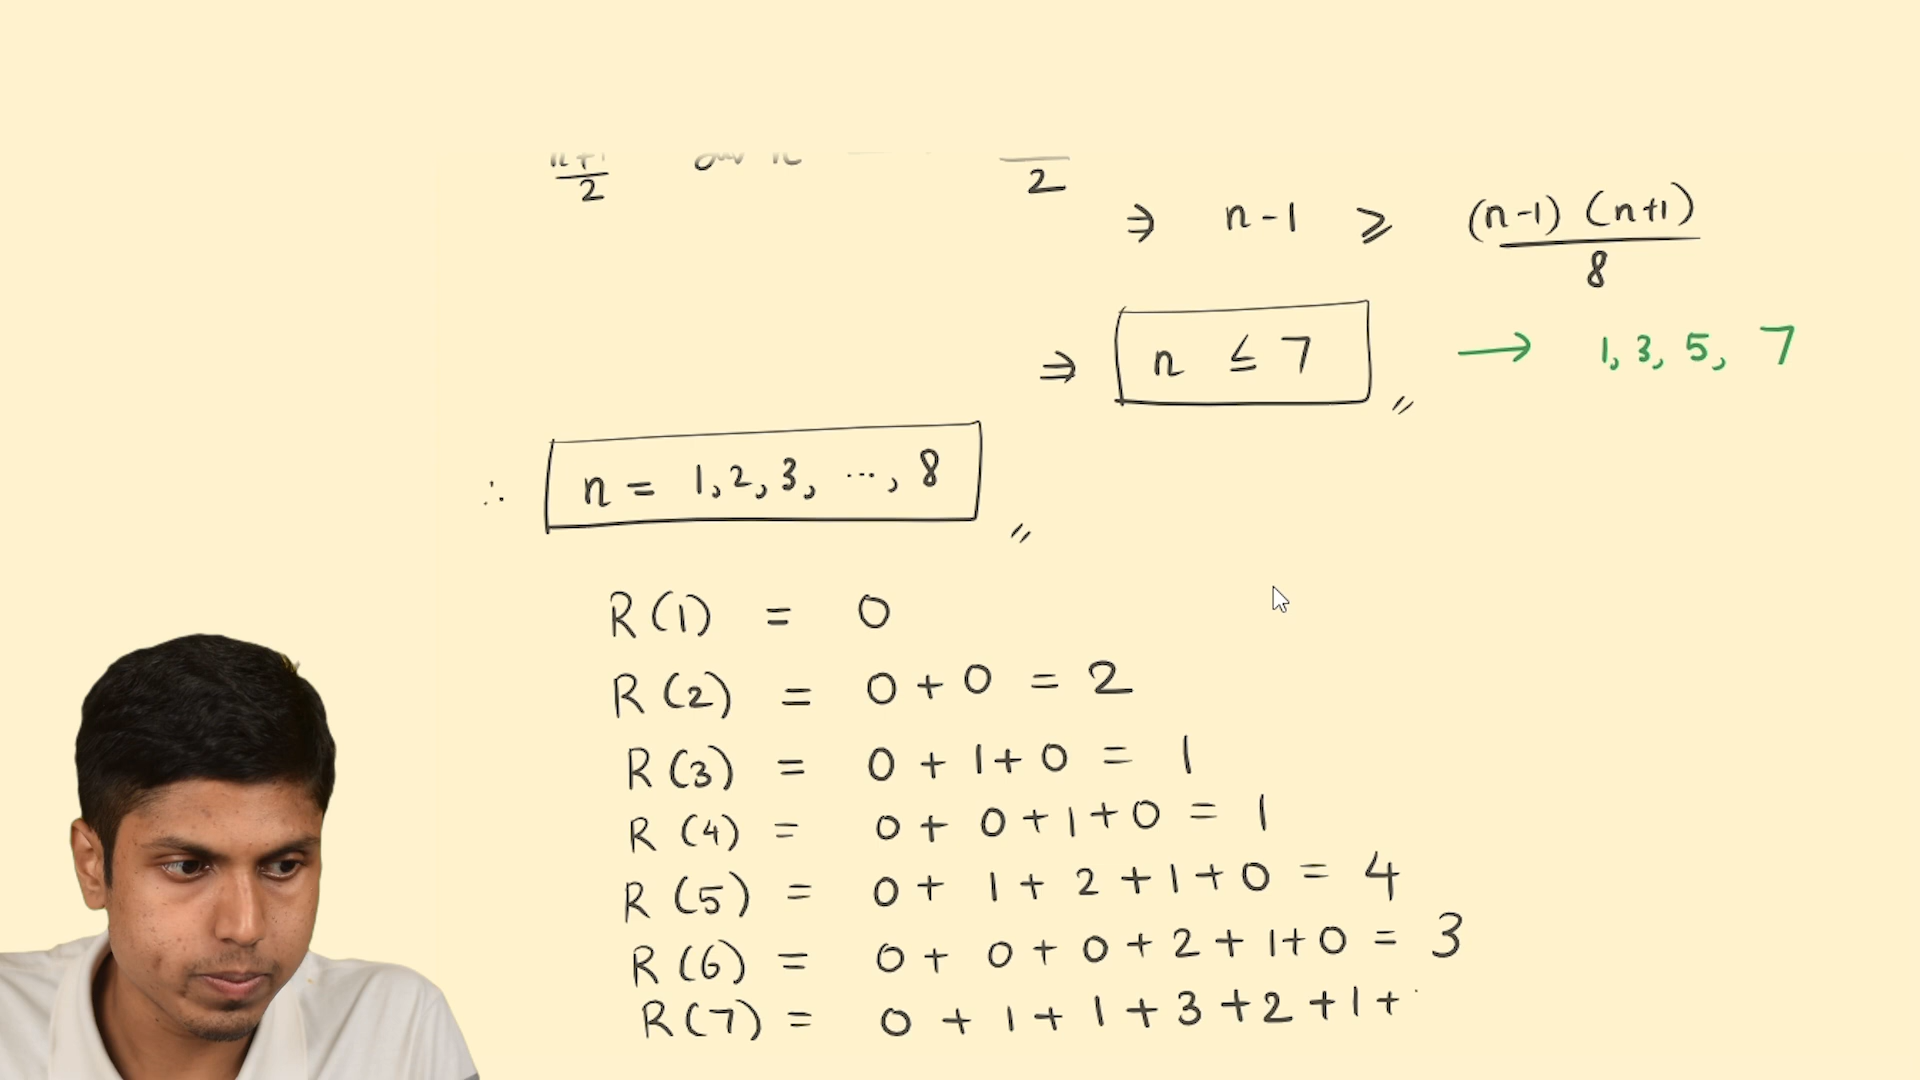 n+1/2 2
⇒ n-1 ≥ (n-1) (n+1)/8
⇒ n ≤ 7 → 1, 3, 5, 7
∴ n = 1, 2, 3, ..., 8
R(1) = 0
R(2) = 0 + 0 = 2
R(3) = 0 + 1 + 0 = 1
R(4) = 0 + 0 + 1 + 0 = 1
R(5) = 0 + 1 + 2 + 1 + 0 = 4
R(6) = 0 + 0 + 0 + 2 + 1 + 0 = 3
R(7) = 0 + 1 + 1 + 3 + 2 + 1 +